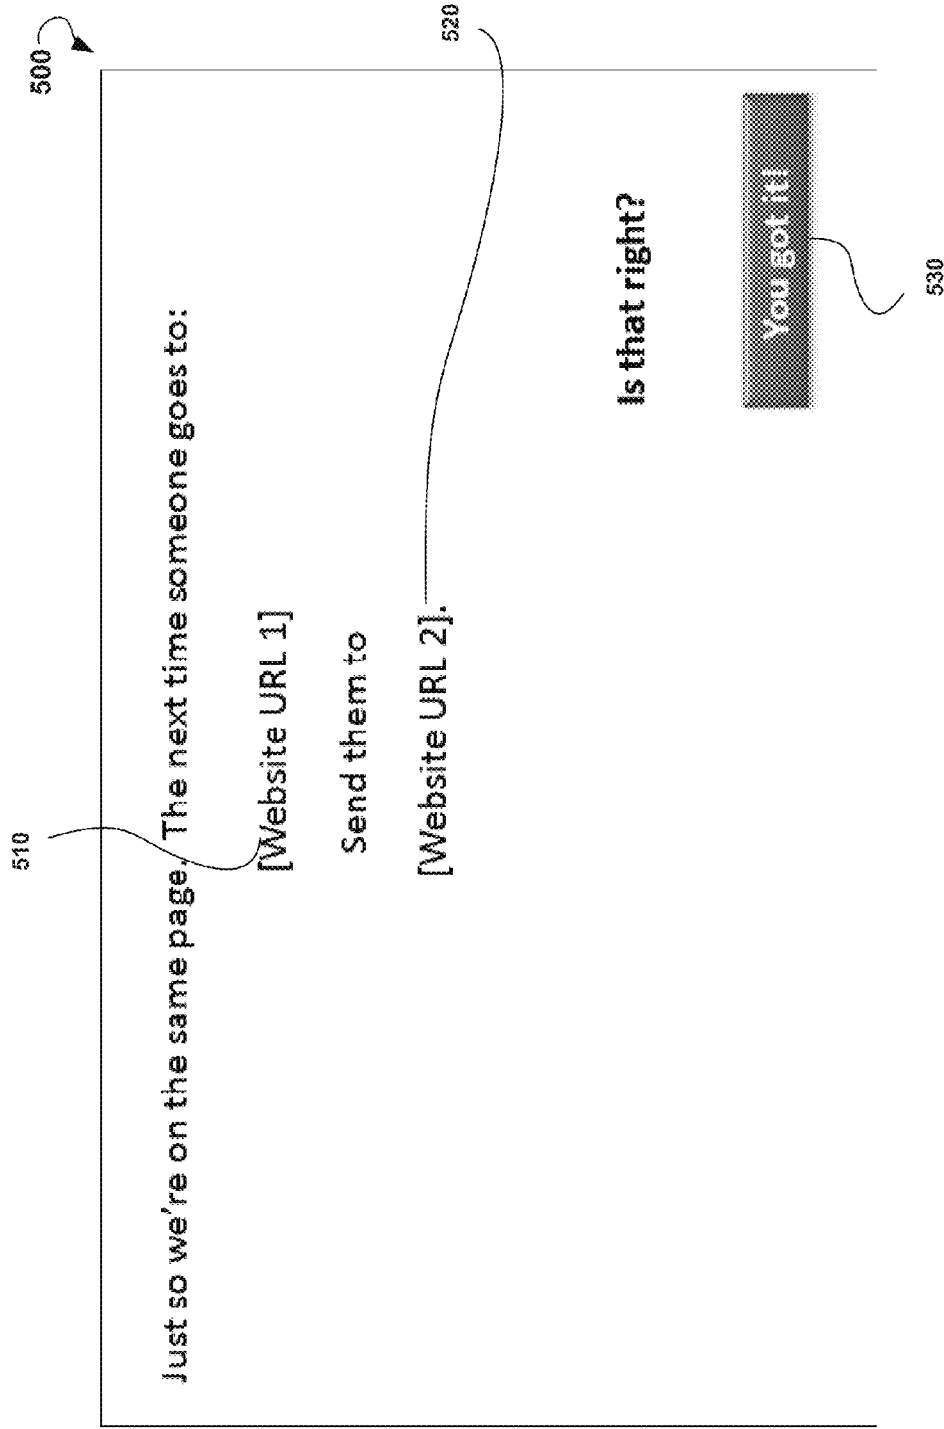 500
510
520
Just so we're on the same page. The next time someone goes to:
[Website URL 1]
Send them to
[Website URL 2].
Is that right?
You got it!
530